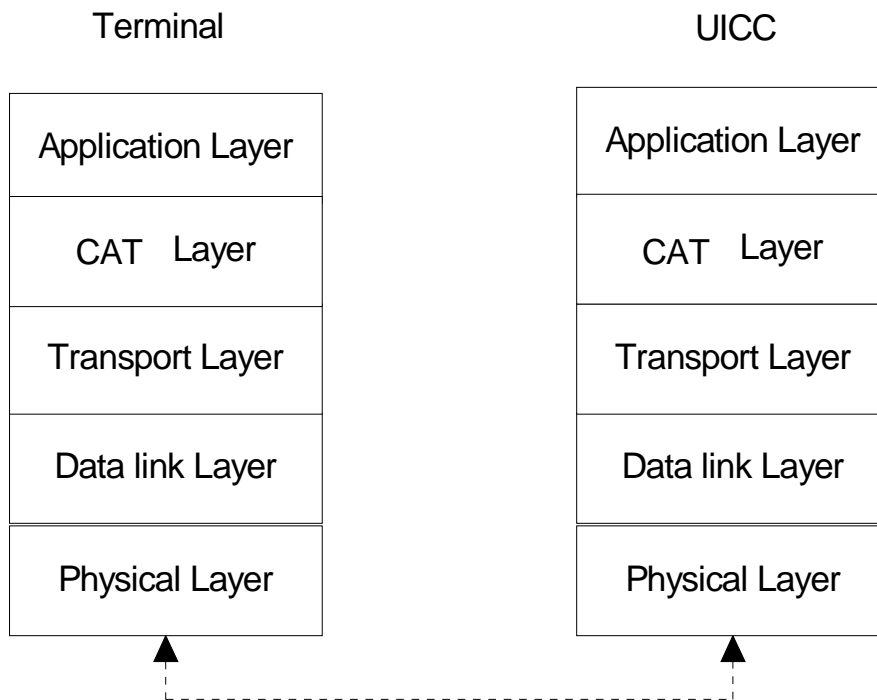 Terminal
UICC
Application Layer
CAT Layer
Transport Layer
Data link Layer
Physical Layer
Application Layer
CAT Layer
Transport Layer
Data link Layer
Physical Layer